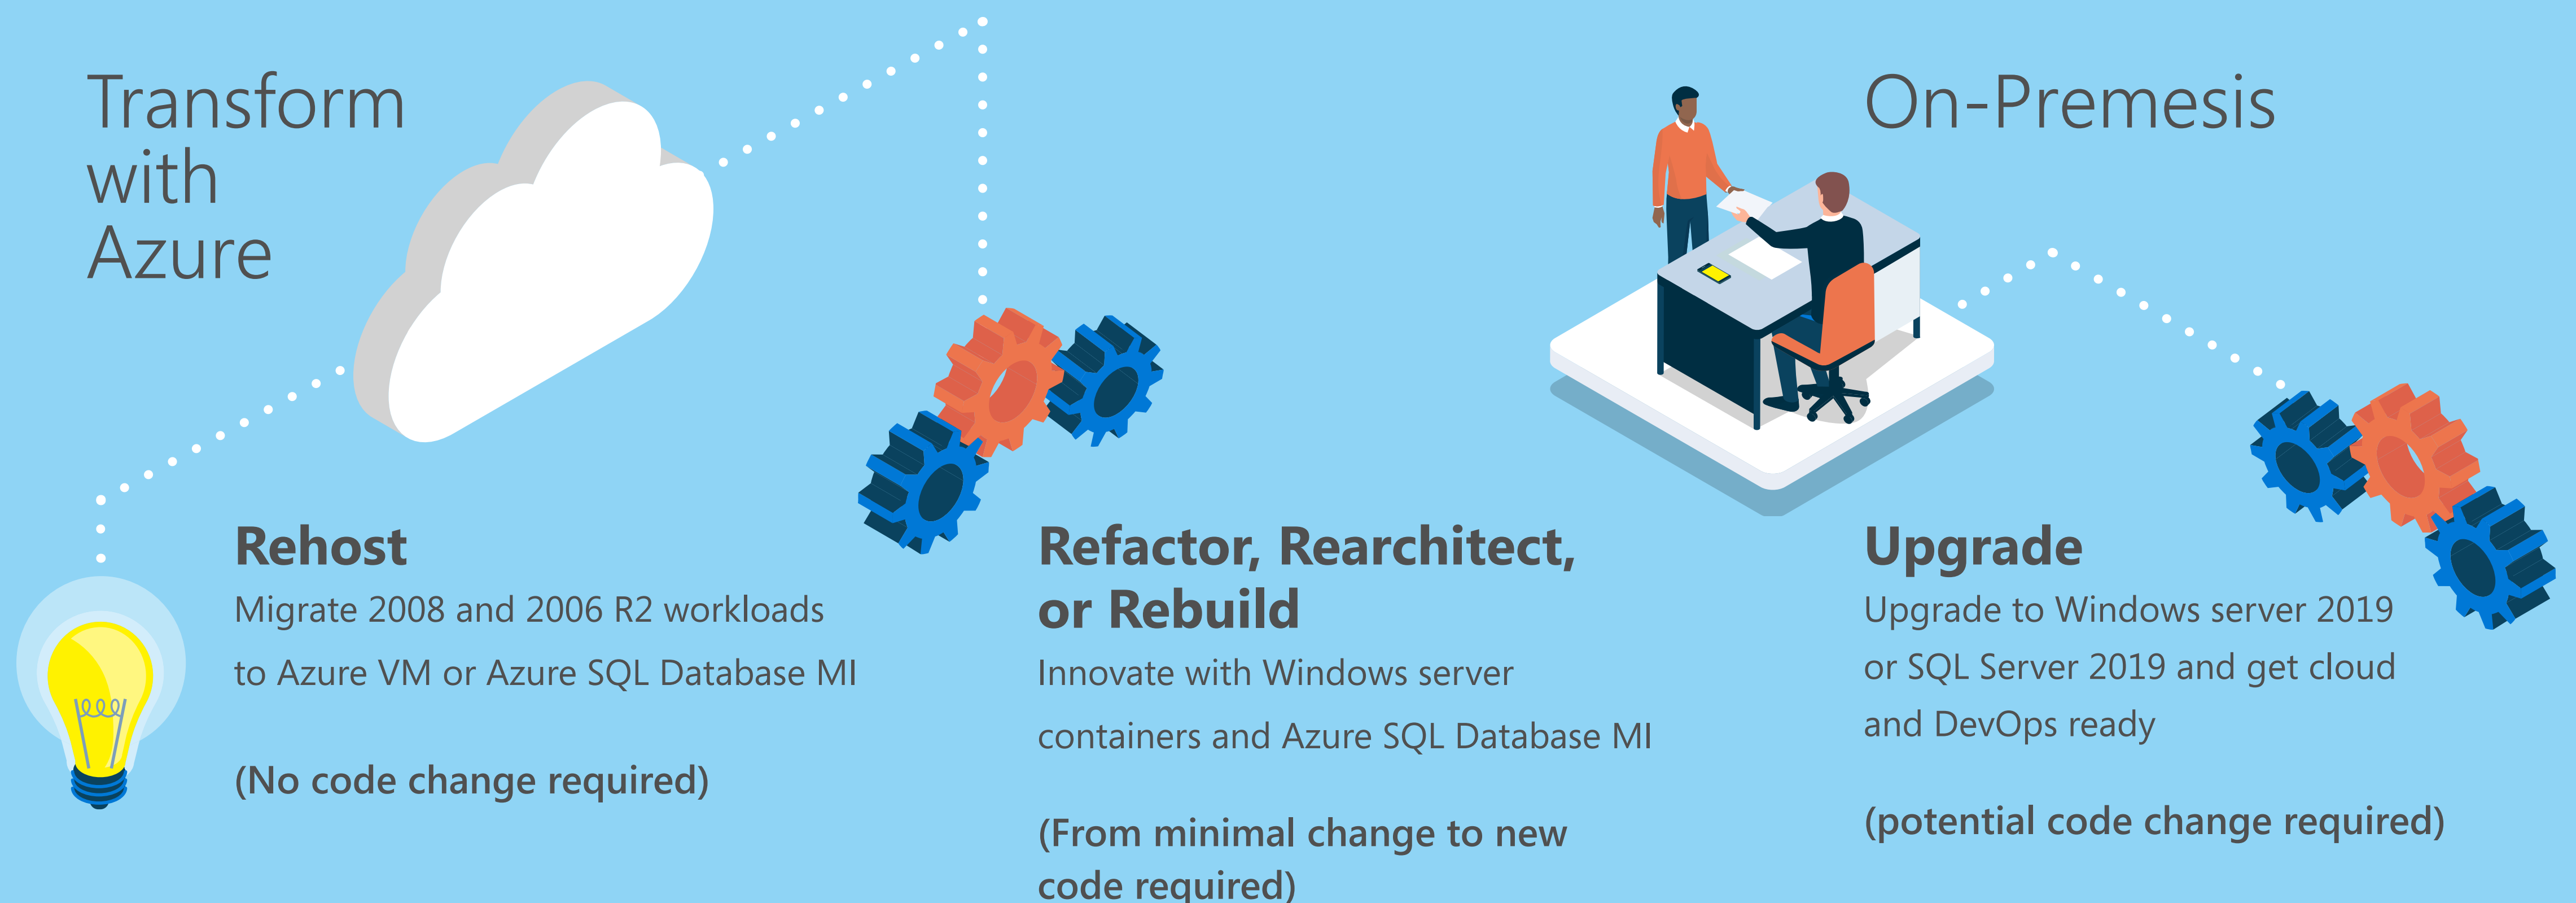 Transform
with
Azure
On-Premesis
Rehost
Migrate 2008 and 2006 R2 workloads
to Azure VM or Azure SQL Database MI
(No code change required)
Refactor, Rearchitect,
or Rebuild
Innovate with Windows server
containers and Azure SQL Database MI
(From minimal change to new
code required)
Upgrade
Upgrade to Windows server 2019
or SQL Server 2019 and get cloud
and DevOps ready
(potential code change required)